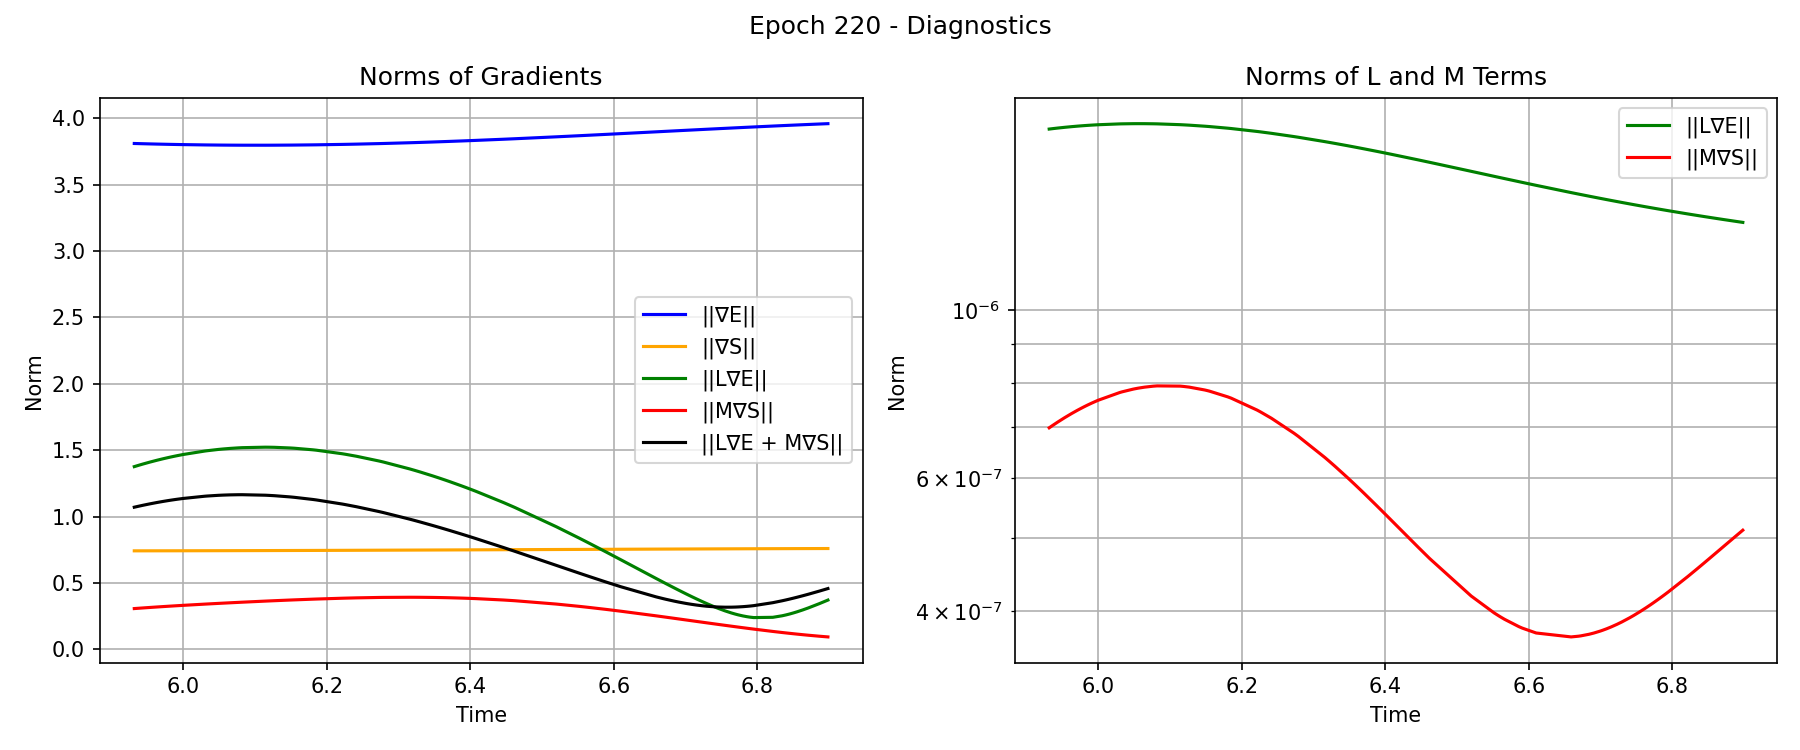 Epoch 220 - Diagnostics
Norms of Gradients
Norm
4.0
3.5
3.0
2.5
2.0
1.5
1.0
0.5
0.0
||∇E||
||∇S||
||L∇E||
||M∇S||
||L∇E + M∇S||
6.0 6.2 6.4 6.6 6.8
Time
Norms of L and M Terms
Norm
10⁻⁶
6 × 10⁻⁷
4 × 10⁻⁷
||L∇E||
||M∇S||
6.0 6.2 6.4 6.6 6.8
Time